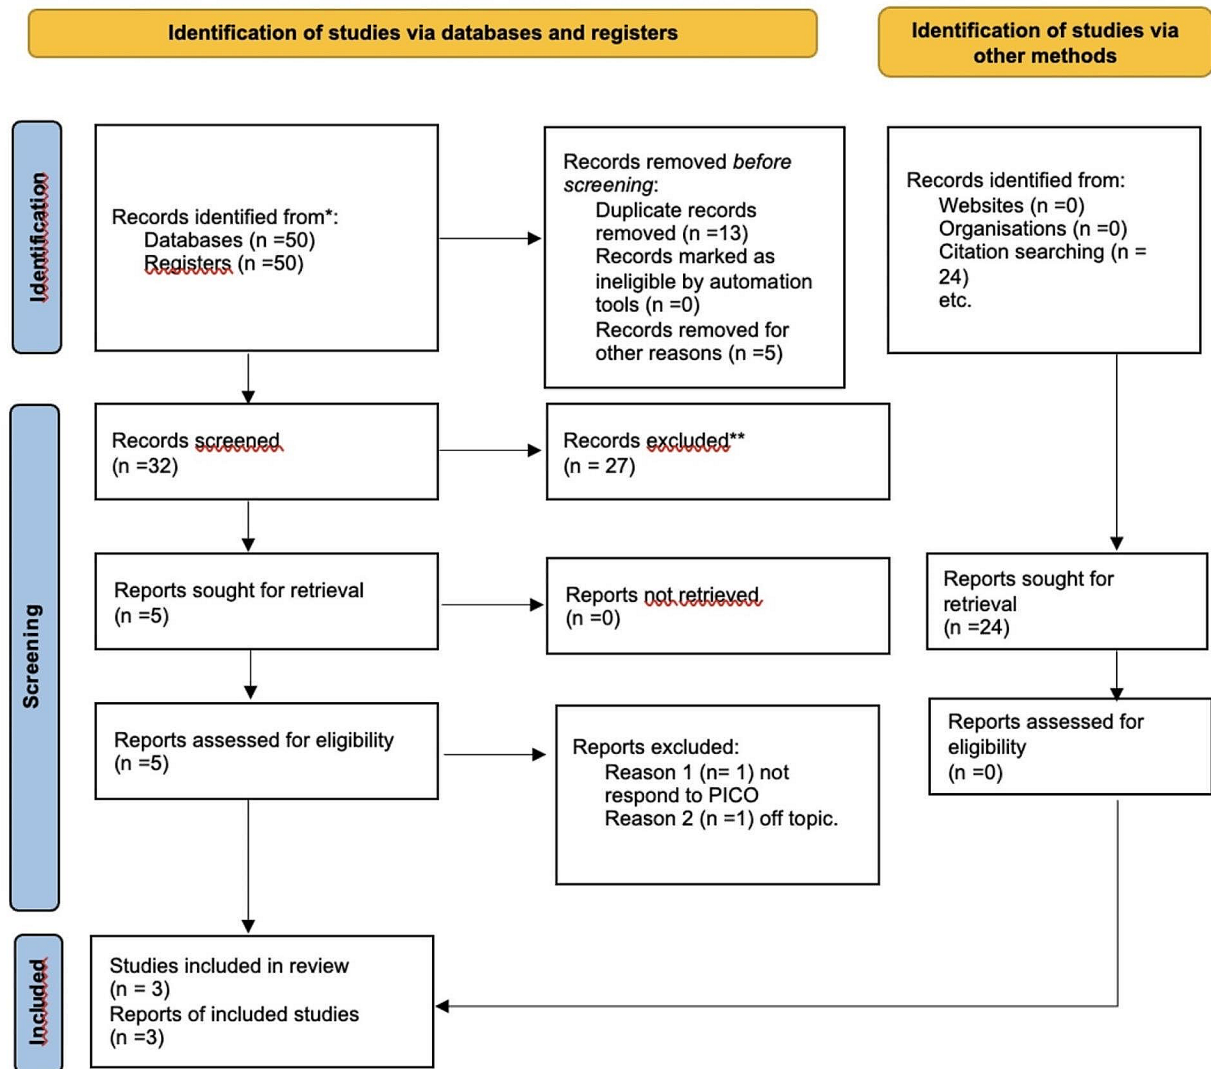 Identification of studies via databases and registers
Identification of studies via
other methods
Identification
Records identified from*:
Databases (n =50)
Registers (n =50)
Records removed before
screening:
Duplicate records
removed (n =13)
Records marked as
ineligible by automation
tools (n =0)
Records removed for
other reasons (n =5)
Records identified from:
Websites (n =0)
Organisations (n =0)
Citation searching (n =
24)
etc.
Screening
Records screened
(n =32)
Records excluded**
(n = 27)
Reports sought for retrieval
(n =5)
Reports not retrieved
(n =0)
Reports sought for
retrieval
(n =24)
Reports assessed for eligibility
(n =5)
Reports excluded:
Reason 1 (n= 1) not
respond to PICO
Reason 2 (n =1) off topic.
Reports assessed for
eligibility
(n =0)
Included
Studies included in review
(n = 3)
Reports of included studies
(n =3)